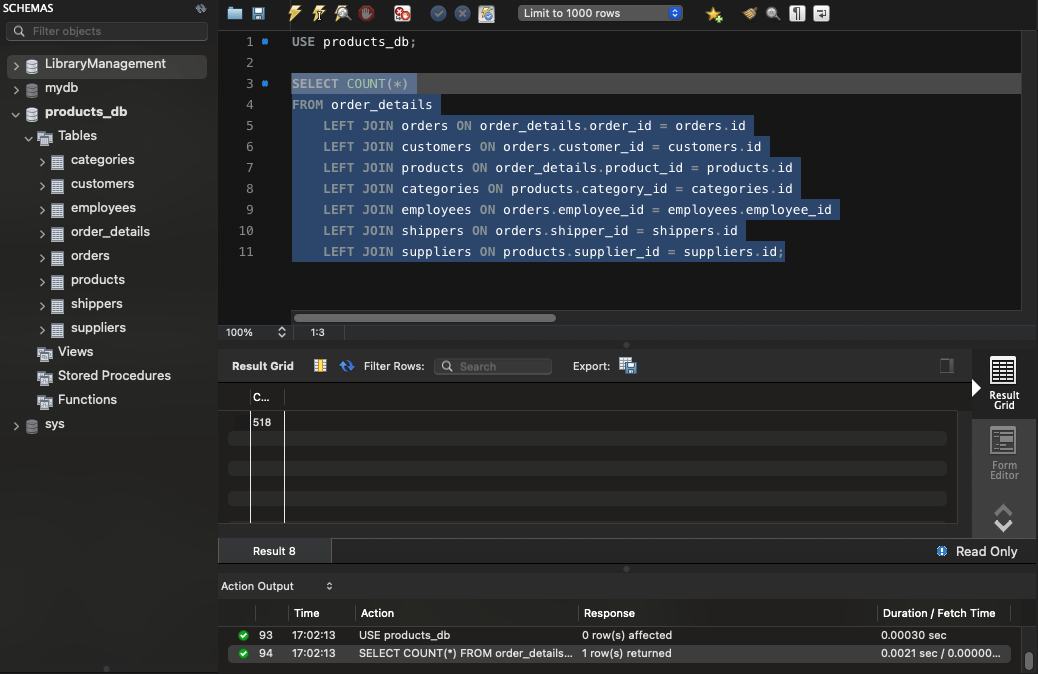 SCHEMAS
Filter objects
LibraryManagement
mydb
products_db
Tables
categories
customers
employees
order_details
orders
products
shippers
suppliers
Views
Stored Procedures
Functions
sys
Limit to 1000 rows
1 USE products_db;
2
3 SELECT COUNT(*)
4 FROM order_details
5 LEFT JOIN orders ON order_details.order_id = orders.id
6 LEFT JOIN customers ON orders.customer_id = customers.id
7 LEFT JOIN products ON order_details.product_id = products.id
8 LEFT JOIN categories ON products.category_id = categories.id
9 LEFT JOIN employees ON orders.employee_id = employees.employee_id
10 LEFT JOIN shippers ON orders.shipper_id = shippers.id
11 LEFT JOIN suppliers ON products.supplier_id = suppliers.id;
100% 1:3
Result Grid Filter Rows: Search Export:
C...
518
Result
Grid
Form
Editor
Result 8 Read Only
Action Output
Time Action Response Duration / Fetch Time
93 17:02:13 USE products_db 0 row(s) affected 0.00030 sec
94 17:02:13 SELECT COUNT(*) FROM order_details... 1 row(s) returned 0.0021 sec / 0.00000...